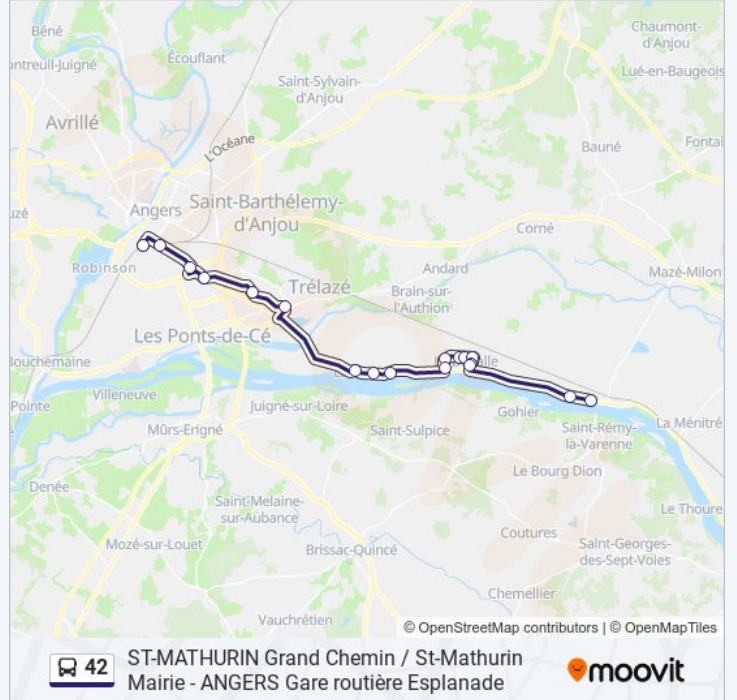 Béné
Chaumont-
d'Anjou
Écouflant
ontreuil-Juigné
Lué-en-Baugeois
Saint-Sylvain-
d'Anjou
Avrillé
L'Océane
Bauné
Fontai
Saint-Barthélemy-
d'Anjou
Angers
uzé
Corné
Robinson
Andard
Mazé-Milon
Trélazé
Brain-sur-
l'Authion
Les Ponts-de-Cé
Bouchemaine
Villeneuve
Juigné-sur-Loire
Gohier
Pointe
Mûrs-Erigné
Saint-Sulpice
Saint-Rémy-
la-Varenne
La Ménitré
Le Bourg Dion
Denée
Saint-Melaine-
sur-Aubance
Le Thoure
Coutures
Mozé-sur-Louet
Brissac-Quincé
Saint-Georges-
des-Sept-Voies
Chemellier
Vauchrétien
© OpenStreetMap contributors | © OpenMapTiles
42
ST-MATHURIN Grand Chemin / St-Mathurin
Mairie - ANGERS Gare routière Esplanade
moovit